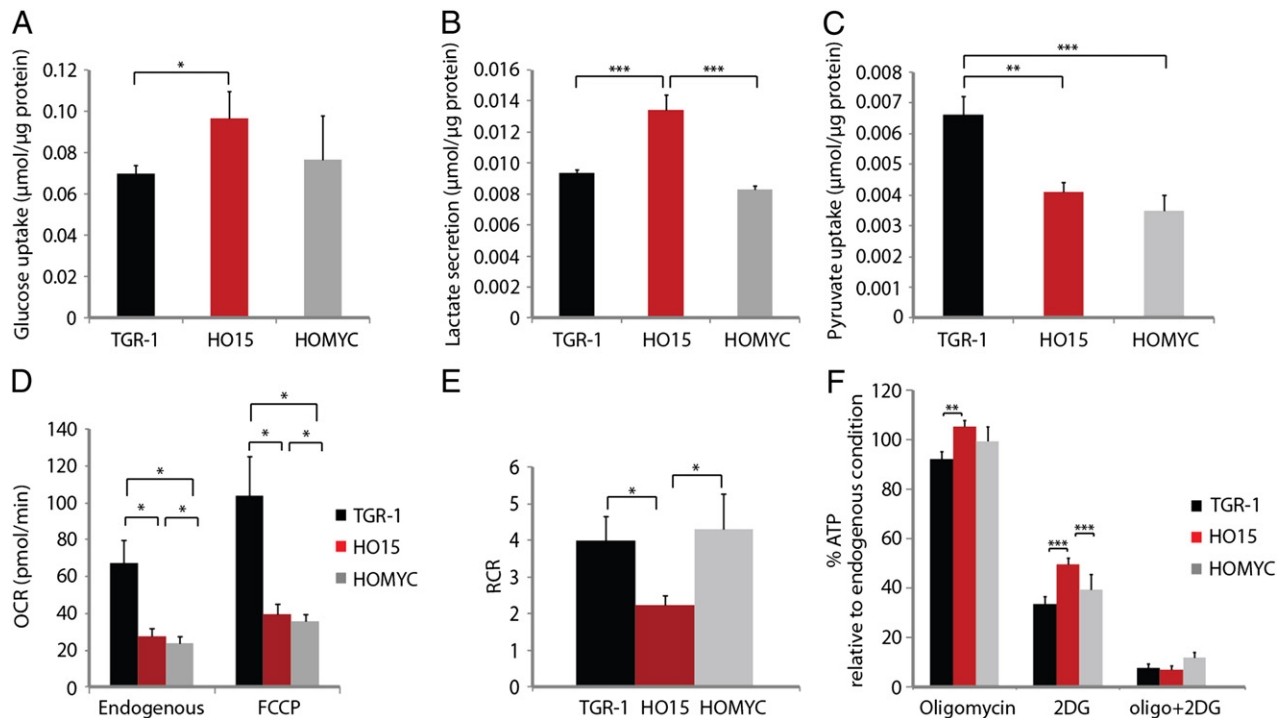 A
Glucose uptake (μmol/μg protein)
0.12
0.10
0.08
0.06
0.04
0.02
0
*
TGR-1 HO15 HOMYC
B
Lactate secretion (μmol/μg protein)
0.016
0.014
0.012
0.010
0.008
0.006
0.004
0.002
0
*** ***
TGR-1 HO15 HOMYC
C
Pyruvate uptake (μmol/μg protein)
0.008
0.007
0.006
0.005
0.004
0.003
0.002
0.001
0
***
**
TGR-1 HO15 HOMYC
D
OCR (pmol/min)
140
120
100
80
60
40
20
0
*
* *
*
* *
Endogenous FCCP
TGR-1
HO15
HOMYC
E
RCR
6
5
4
3
2
1
0
* *
TGR-1 HO15 HOMYC
F
% ATP
relative to endogenous condition
120
100
80
60
40
20
0
**
*** ***
Oligomycin 2DG oligo+2DG
TGR-1
HO15
HOMYC